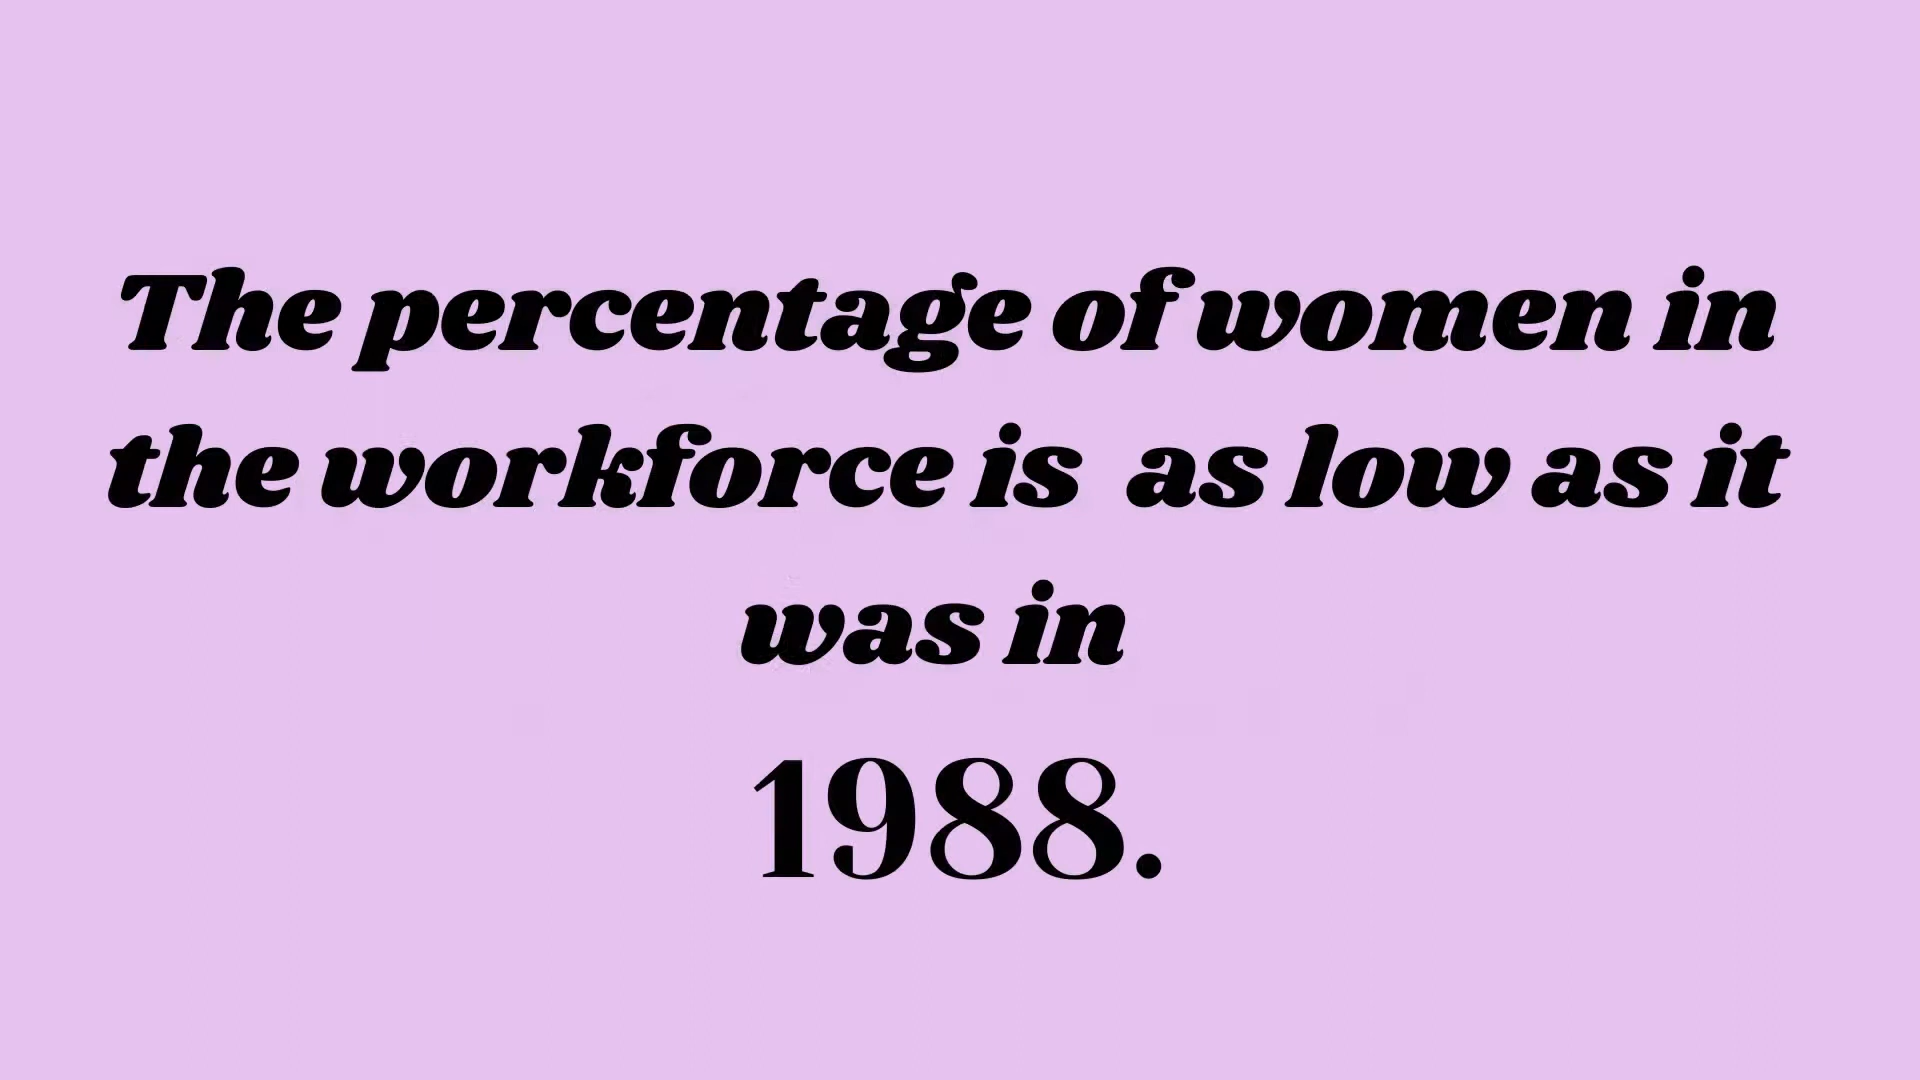 The percentage of women in
the workforce is  as low as it
was in
1988.